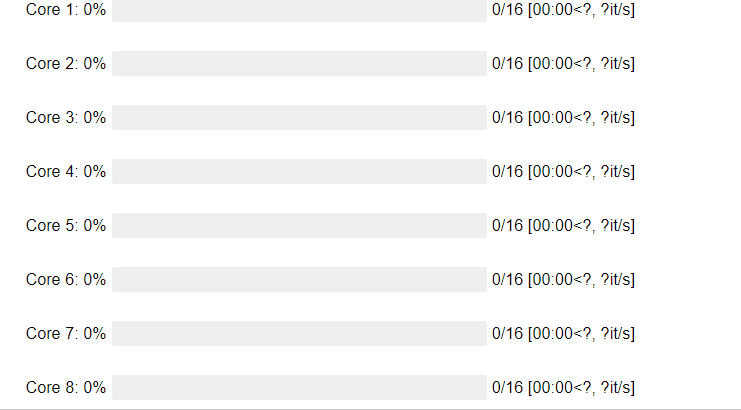 Core 1: 0% 0/16 [00:00<?, ?it/s]
Core 2: 0% 0/16 [00:00<?, ?it/s]
Core 3: 0% 0/16 [00:00<?, ?it/s]
Core 4: 0% 0/16 [00:00<?, ?it/s]
Core 5: 0% 0/16 [00:00<?, ?it/s]
Core 6: 0% 0/16 [00:00<?, ?it/s]
Core 7: 0% 0/16 [00:00<?, ?it/s]
Core 8: 0% 0/16 [00:00<?, ?it/s]